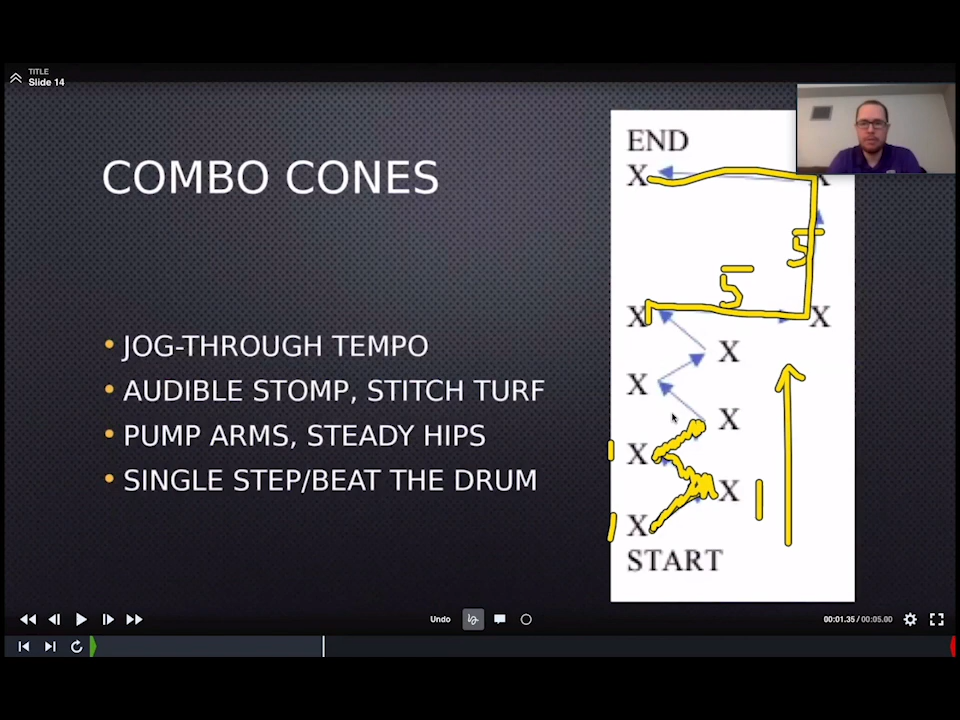 TITLE
Slide 14
COMBO CONES
• JOG-THROUGH TEMPO
• AUDIBLE STOMP, STITCH TURF
• PUMP ARMS, STEADY HIPS
• SINGLE STEP/BEAT THE DRUM
END
X X
5
5
X X
X
X
X
X
X
X 1
START
Undo
00:01.35 / 00:05.00